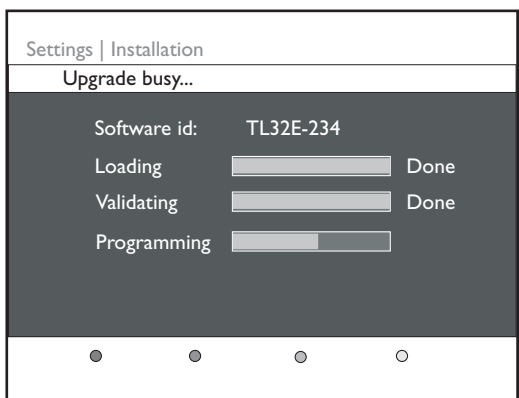 Settings | Installation
Upgrade busy...
Software id: TL32E-234
Loading Done
Validating Done
Programming